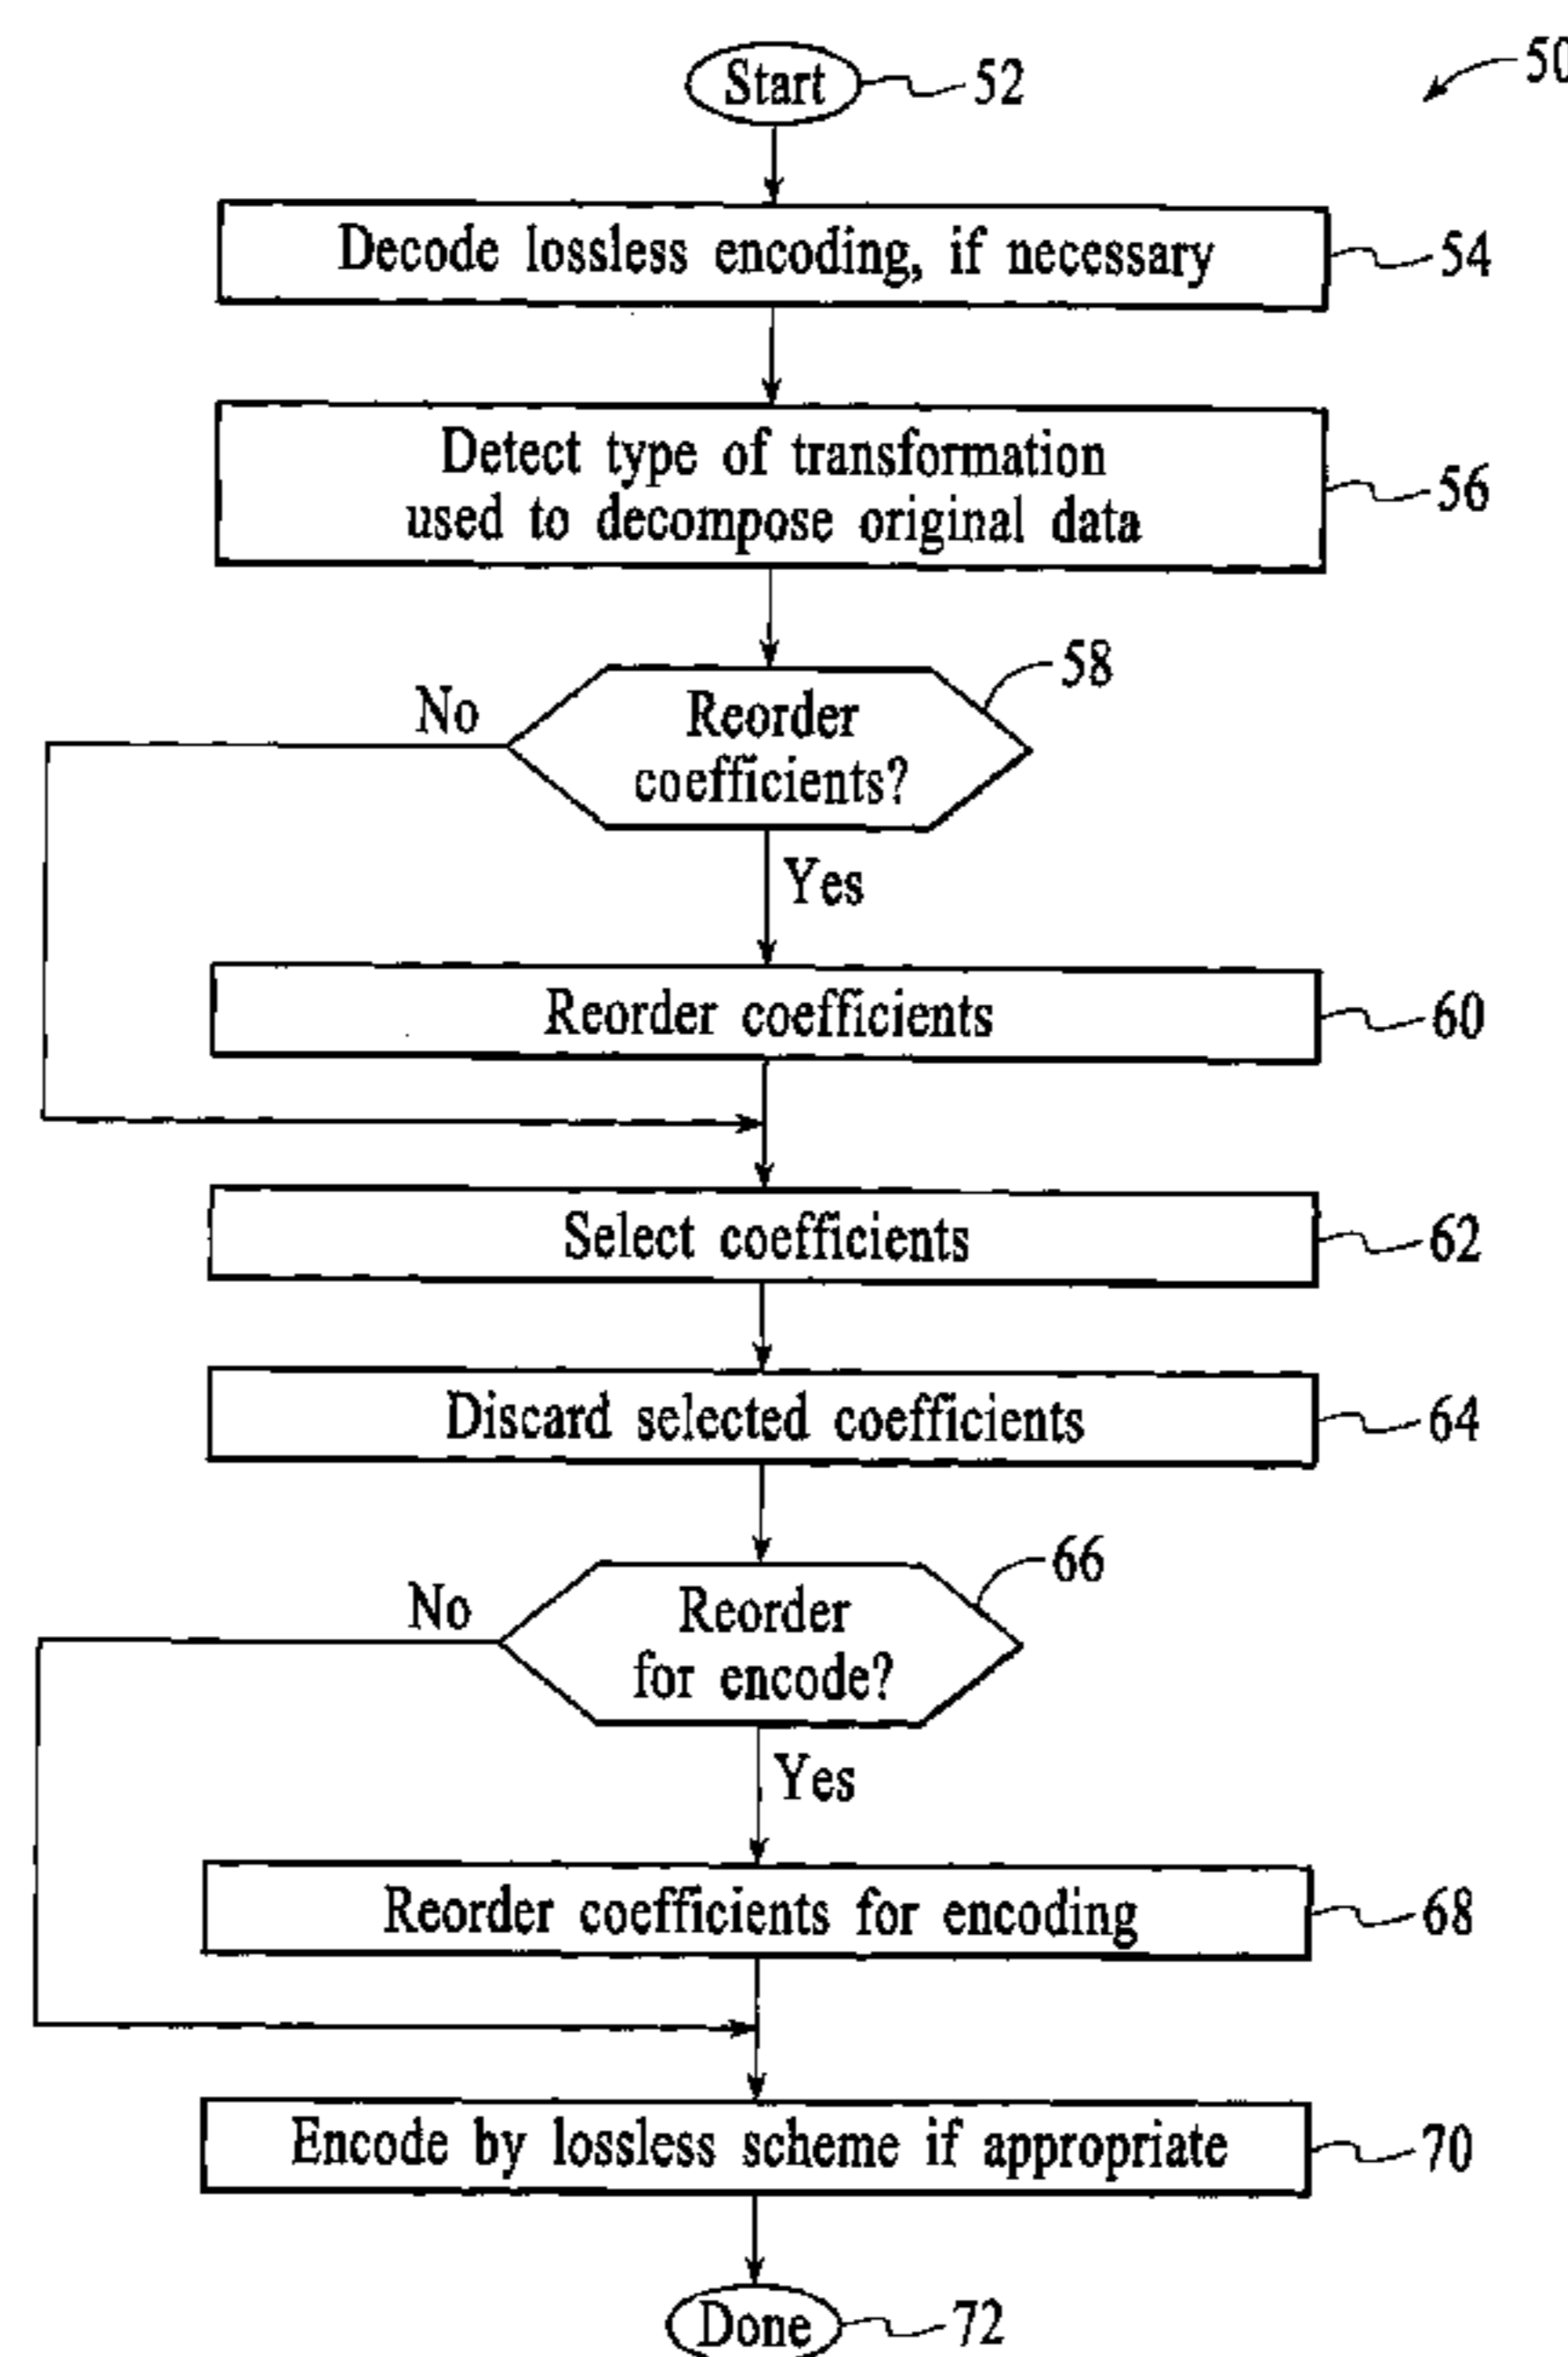 50
Start 52
Decode lossless encoding, if necessary 54
Detect type of transformation
used to decompose original data 56
58
No
Reorder
coefficients?
Yes
Reorder coefficients 60
Select coefficients 62
Discard selected coefficients 64
66
No
Reorder
for encode?
Yes
Reorder coefficients for encoding 68
Encode by lossless scheme if appropriate 70
Done 72